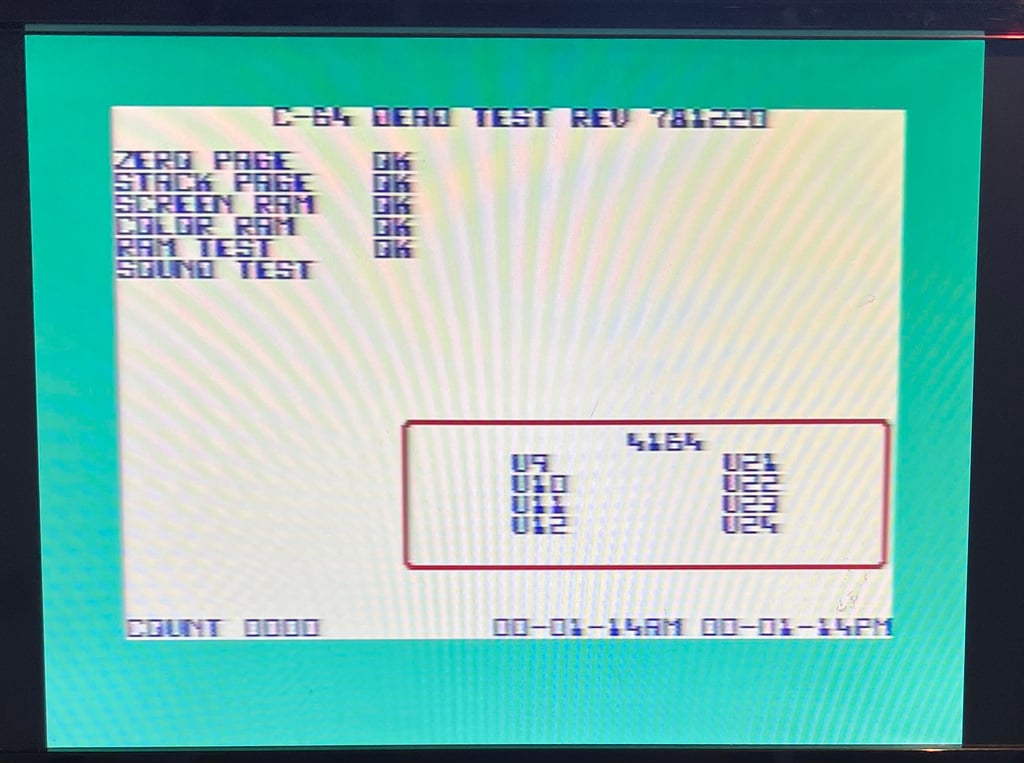 C-64 DEAD TEST REV 781220
ZERO PAGE OK
STACK PAGE OK
SCREEN RAM OK
COLOR RAM OK
RAM TEST OK
SOUND TEST
4164
U9 U21
U10 U22
U11 U23
U12 U24
COUNT 0000 00-01-14AM 00-01-14PM